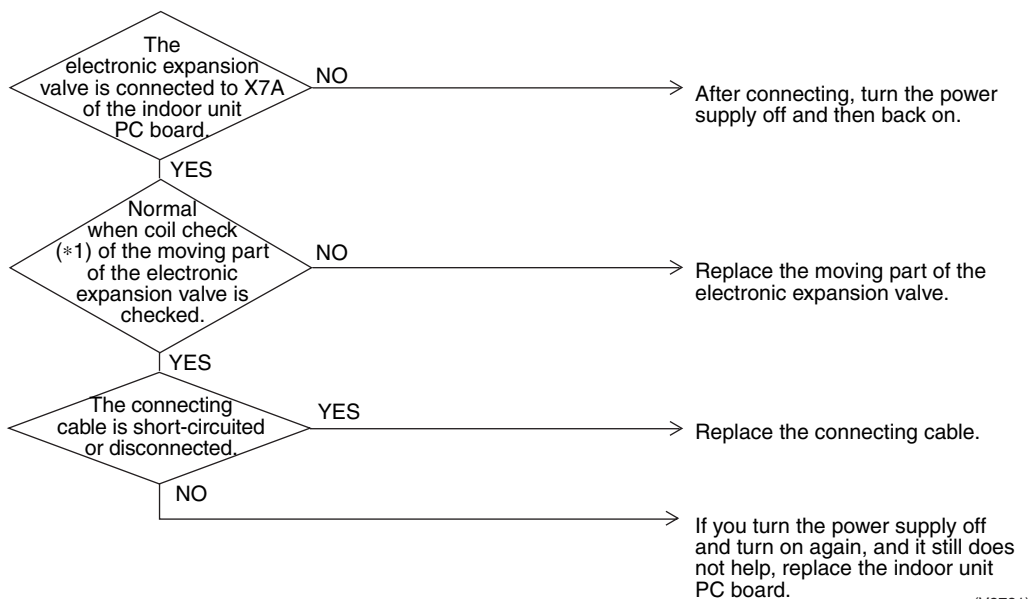 The
electronic expansion
valve is connected to X7A
of the indoor unit
PC board.
NO
After connecting, turn the power
supply off and then back on.
YES
Normal
when coil check
(*1) of the moving part
of the electronic
expansion valve is
checked.
NO
Replace the moving part of the
electronic expansion valve.
YES
The connecting
cable is short-circuited
or disconnected.
YES
Replace the connecting cable.
NO
If you turn the power supply off
and turn on again, and it still does
not help, replace the indoor unit
PC board.